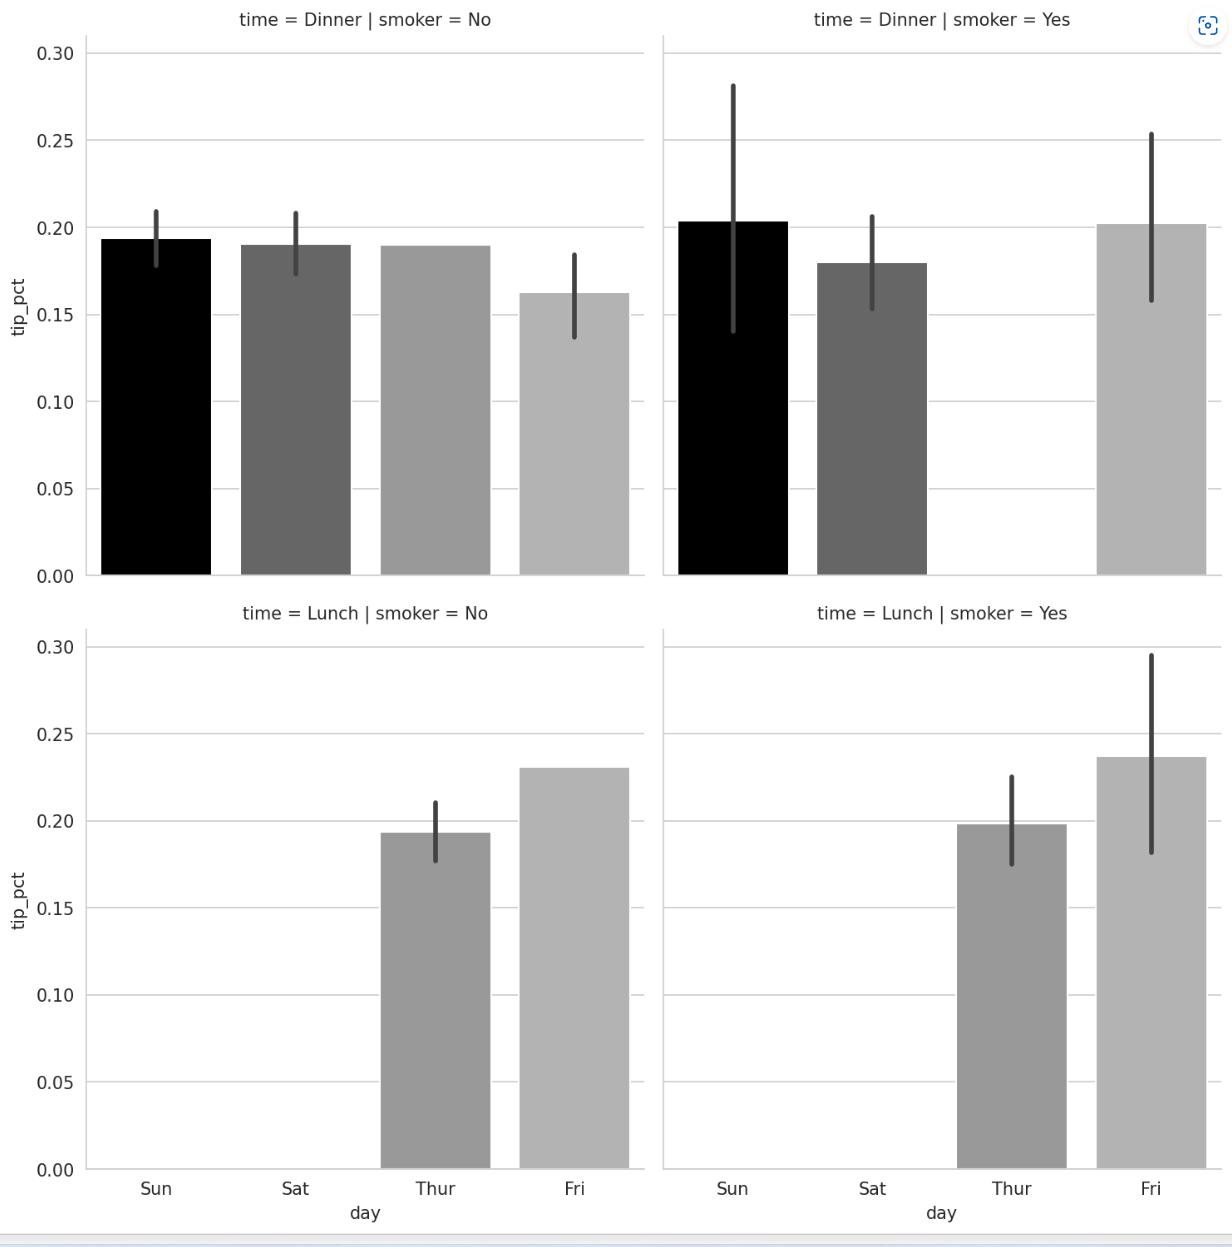 time = Dinner | smoker = No
time = Dinner | smoker = Yes
0.30
0.25
0.20
0.15
0.10
0.05
0.00
tip_pct
time = Lunch | smoker = No
time = Lunch | smoker = Yes
0.30
0.25
0.20
0.15
0.10
0.05
0.00
tip_pct
Sun Sat Thur Fri
day
Sun Sat Thur Fri
day